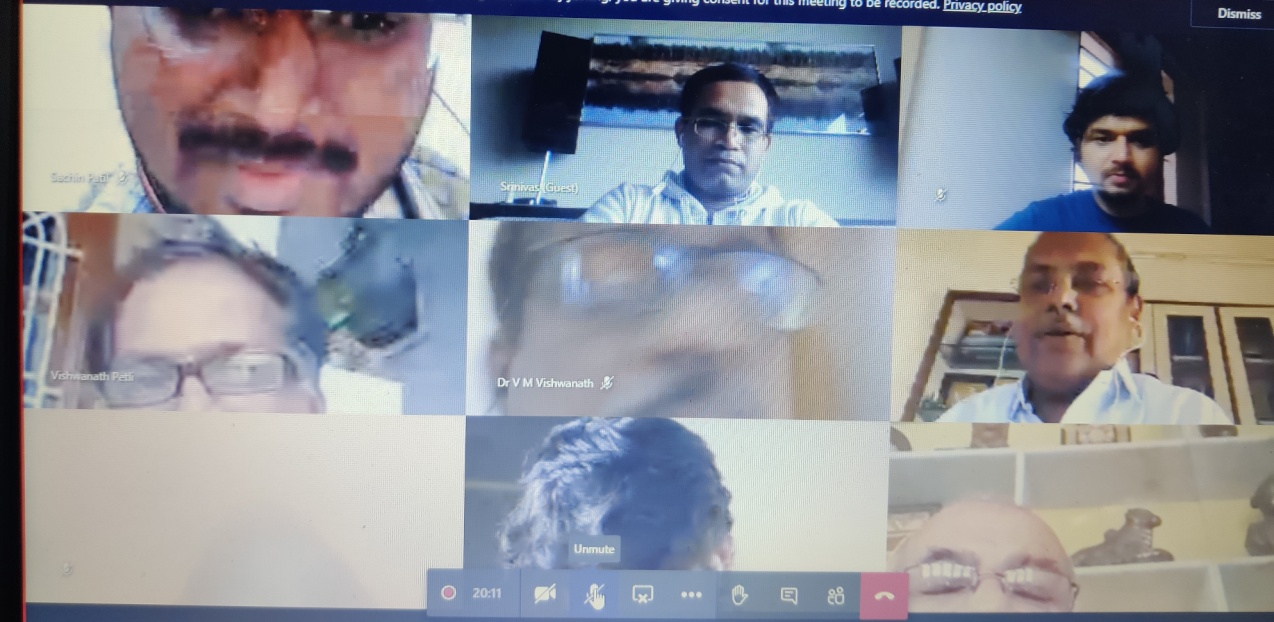 you are giving consent for this meeting to be recorded. Privacy policy
Dismiss
Sachin Patil
Srinivas (Guest)
Vishwanath Petli
Dr V M Vishwanath
Unmute
20:11